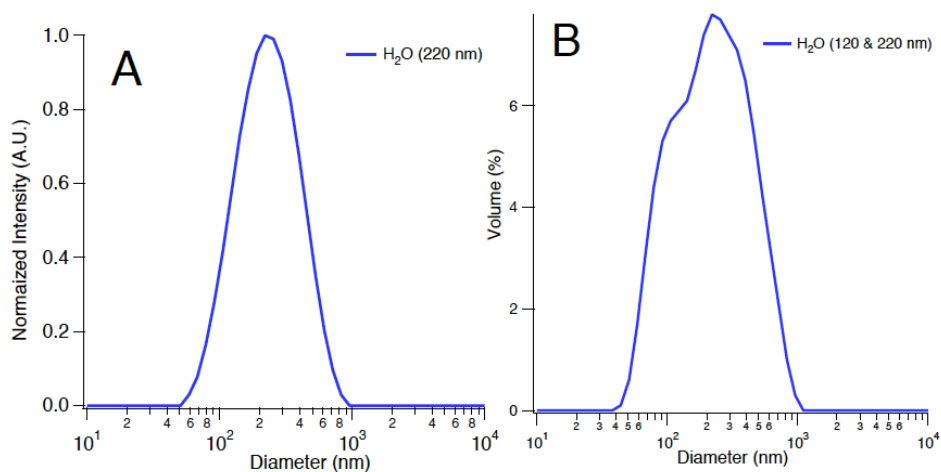 A
H2O (220 nm)
Normaized Intensity (A.U.)
1.0
0.8
0.6
0.4
0.2
0.0
10^1 2 4 6 8 10^2 2 4 6 8 10^3 2 4 6 8 10^4
Diameter (nm)
B
H2O (120 & 220 nm)
Volume (%)
6
4
2
0
10^1 2 3 4 5 6 10^2 2 3 4 5 6 10^3 2 3 4 5 6 10^4
Diameter (nm)